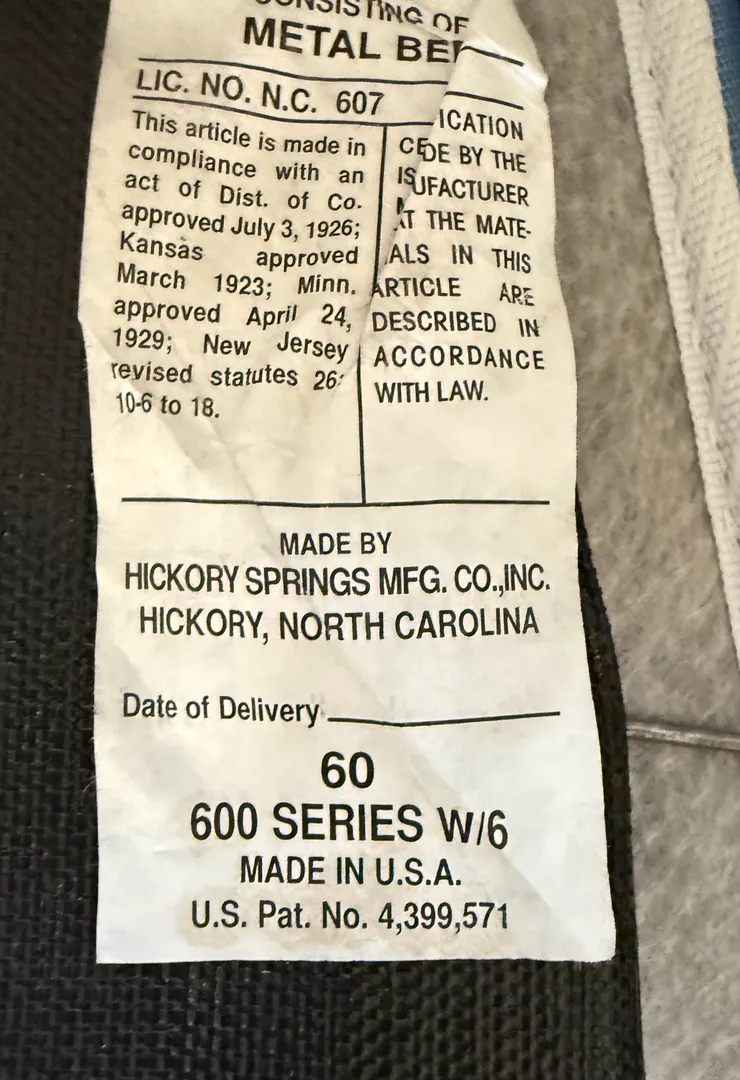 CONSISTING OF
METAL BE
LIC. NO. N.C. 607
This article is made in
compliance with an
act of Dist. of Co.
approved July 3, 1926;
Kansas approved
March 1923; Minn.
approved April 24,
1929; New Jersey
revised statutes 26:
10-6 to 18.
ICATION
DE BY THE
UFACTURER
AT THE MATE-
ALS IN THIS
ARTICLE ARE
DESCRIBED IN
ACCORDANCE
WITH LAW.
MADE BY
HICKORY SPRINGS MFG. CO.,INC.
HICKORY, NORTH CAROLINA
Date of Delivery
60
600 SERIES W/6
MADE IN U.S.A.
U.S. Pat. No. 4,399,571